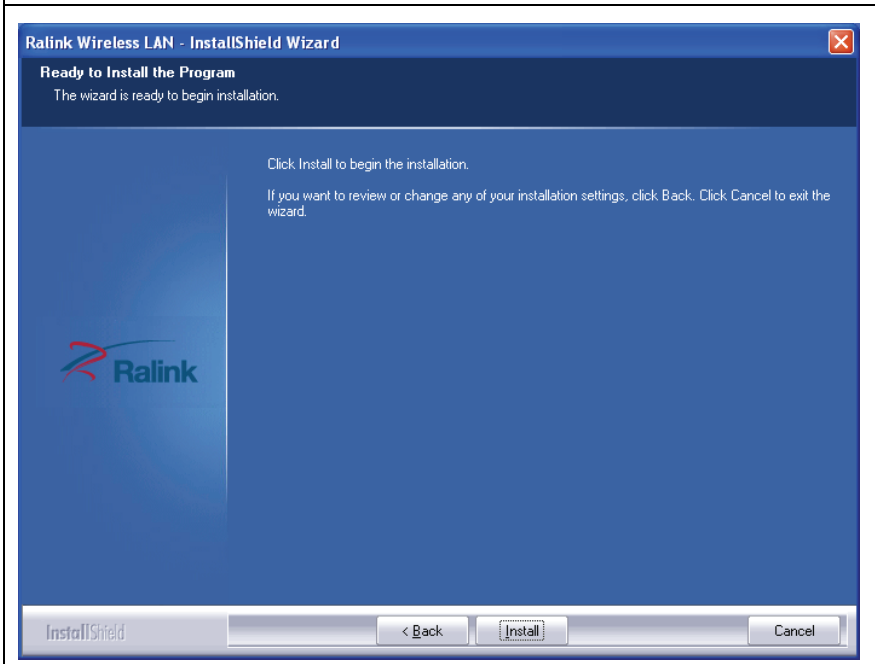 Ralink Wireless LAN - InstallShield Wizard
Ready to Install the Program
The wizard is ready to begin installation.
Click Install to begin the installation.
If you want to review or change any of your installation settings, click Back. Click Cancel to exit the
wizard.
Ralink
InstallShield
< Back
Install
Cancel